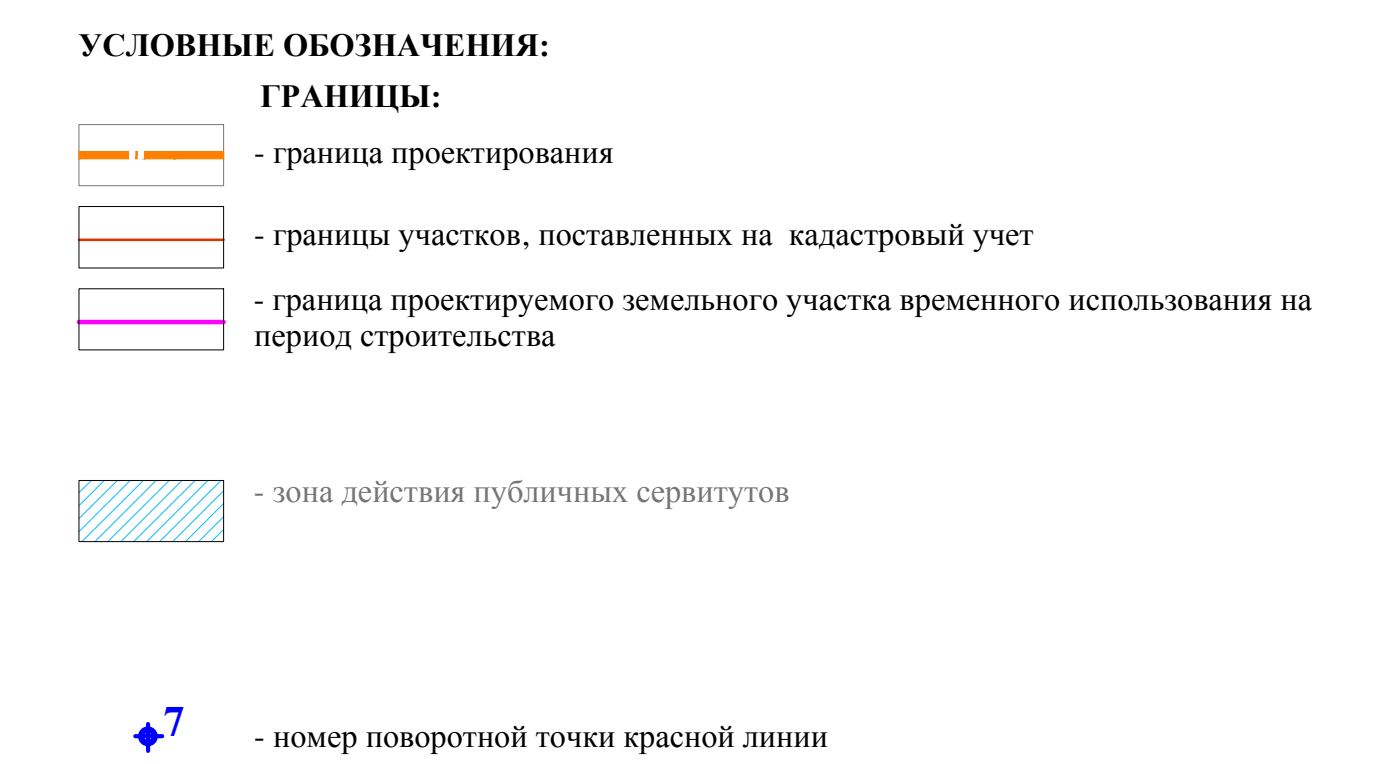 УСЛОВНЫЕ ОБОЗНАЧЕНИЯ:
ГРАНИЦЫ:
- граница проектирования
- границы участков, поставленных на кадастровый учет
- граница проектируемого земельного участка временного использования на
период строительства
- зона действия публичных сервитутов
7
- номер поворотной точки красной линии